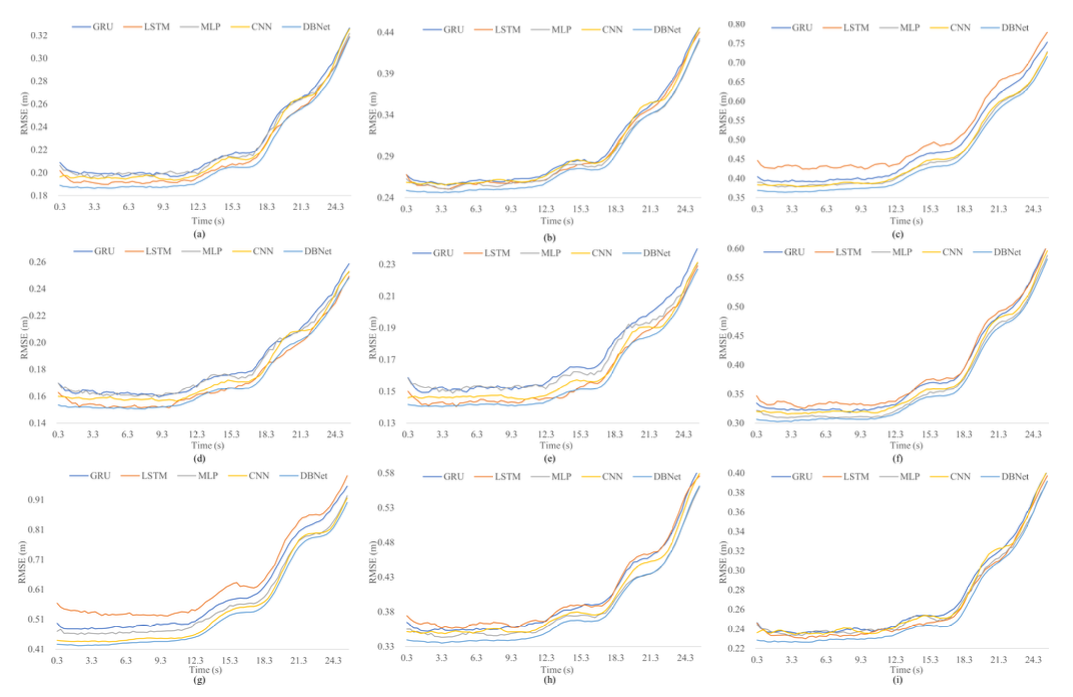 GRU LSTM MLP CNN DBNet
RMSE (m)
0.32
0.30
0.28
0.26
0.24
0.22
0.20
0.18
0.3 3.3 6.3 9.3 12.3 15.3 18.3 21.3 24.3
Time (s)
(a)
GRU LSTM MLP CNN DBNet
RMSE (m)
0.44
0.39
0.34
0.29
0.24
0.3 3.3 6.3 9.3 12.3 15.3 18.3 21.3 24.3
Time (s)
(b)
GRU LSTM MLP CNN DBNet
RMSE (m)
0.80
0.75
0.70
0.65
0.60
0.55
0.50
0.45
0.40
0.35
0.3 3.3 6.3 9.3 12.3 15.3 18.3 21.3 24.3
Time (s)
(c)
GRU LSTM MLP CNN DBNet
RMSE (m)
0.26
0.24
0.22
0.20
0.18
0.16
0.14
0.3 3.3 6.3 9.3 12.3 15.3 18.3 21.3 24.3
Time (s)
(d)
GRU LSTM MLP CNN DBNet
RMSE (m)
0.23
0.21
0.19
0.17
0.15
0.13
0.3 3.3 6.3 9.3 12.3 15.3 18.3 21.3 24.3
Time (s)
(e)
GRU LSTM MLP CNN DBNet
RMSE (m)
0.60
0.55
0.50
0.45
0.40
0.35
0.30
0.3 3.3 6.3 9.3 12.3 15.3 18.3 21.3 24.3
Time (s)
(f)
GRU LSTM MLP CNN DBNet
RMSE (m)
0.91
0.81
0.71
0.61
0.51
0.41
0.3 3.3 6.3 9.3 12.3 15.3 18.3 21.3 24.3
Time (s)
(g)
GRU LSTM MLP CNN DBNet
RMSE (m)
0.58
0.53
0.48
0.43
0.38
0.33
0.3 3.3 6.3 9.3 12.3 15.3 18.3 21.3 24.3
Time (s)
(h)
GRU LSTM MLP CNN DBNet
RMSE (m)
0.40
0.38
0.36
0.34
0.32
0.30
0.28
0.26
0.24
0.22
0.3 3.3 6.3 9.3 12.3 15.3 18.3 21.3 24.3
Time (s)
(i)